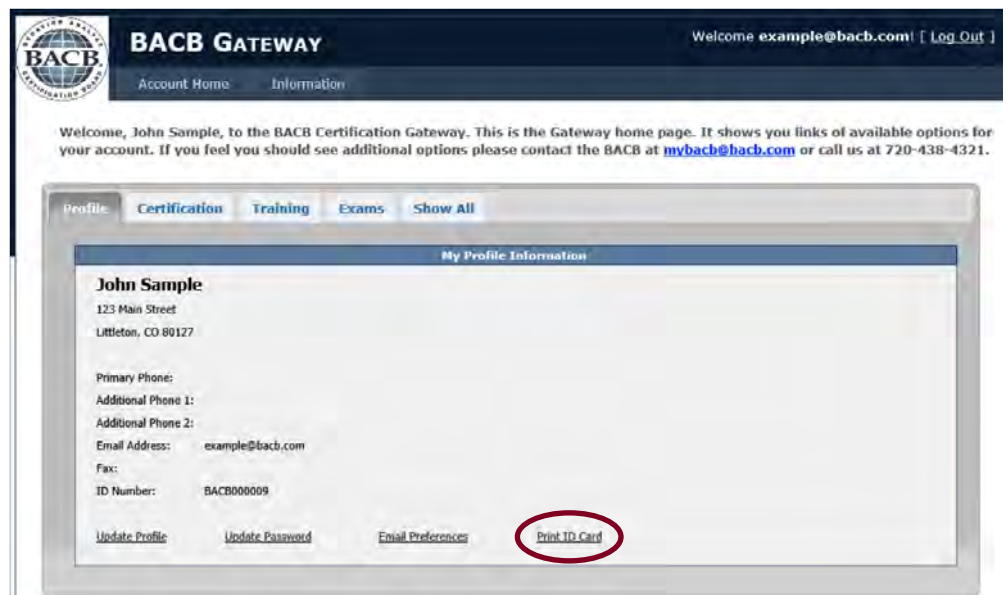 BEHAVIOR ANALYST
BACB
CERTIFICATION BOARD
BACB GATEWAY
Welcome example@bacb.com! [ Log Out ]
Account Home Information
Welcome, John Sample, to the BACB Certification Gateway. This is the Gateway home page. It shows you links of available options for
your account. If you feel you should see additional options please contact the BACB at mybacb@bacb.com or call us at 720-438-4321.
Profile Certification Training Exams Show All
My Profile Information
John Sample
123 Main Street
Littleton, CO 80127
Primary Phone:
Additional Phone 1:
Additional Phone 2:
Email Address: example@bacb.com
Fax:
ID Number: BACB000009
Update Profile Update Password Email Preferences Print ID Card